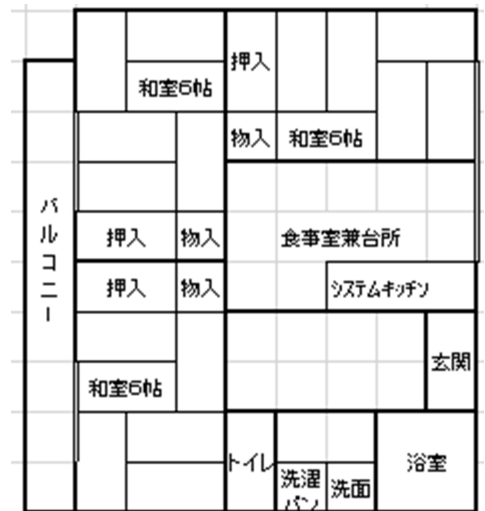 押入
和室6帖
物入
和室6帖
バルコニー
押入
物入
食事室兼台所
押入
物入
システムキッチン
玄関
和室6帖
トイレ
浴室
洗濯
パン
洗面